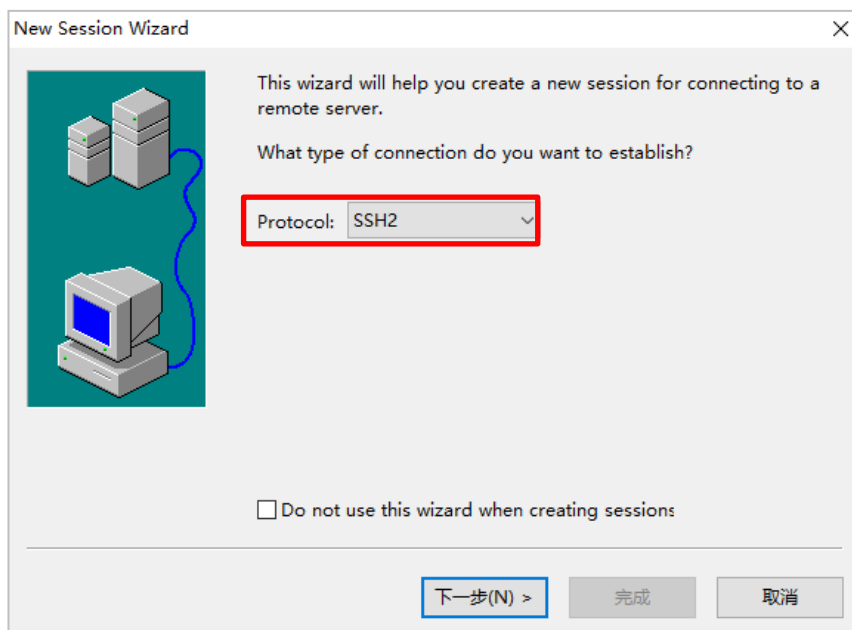 New Session Wizard
This wizard will help you create a new session for connecting to a
remote server.
What type of connection do you want to establish?
Protocol: SSH2
Do not use this wizard when creating sessions
下一步(N) > 完成 取消